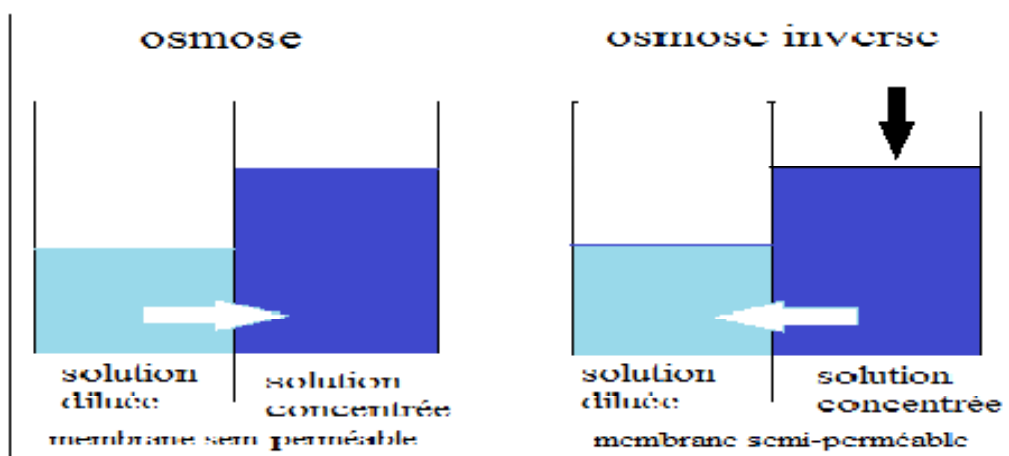 osmose
solution
diluée
solution
concentrée
membrane semi perméable
osmose inverse
solution
diluée
solution
concentrée
membrane semi-perméable